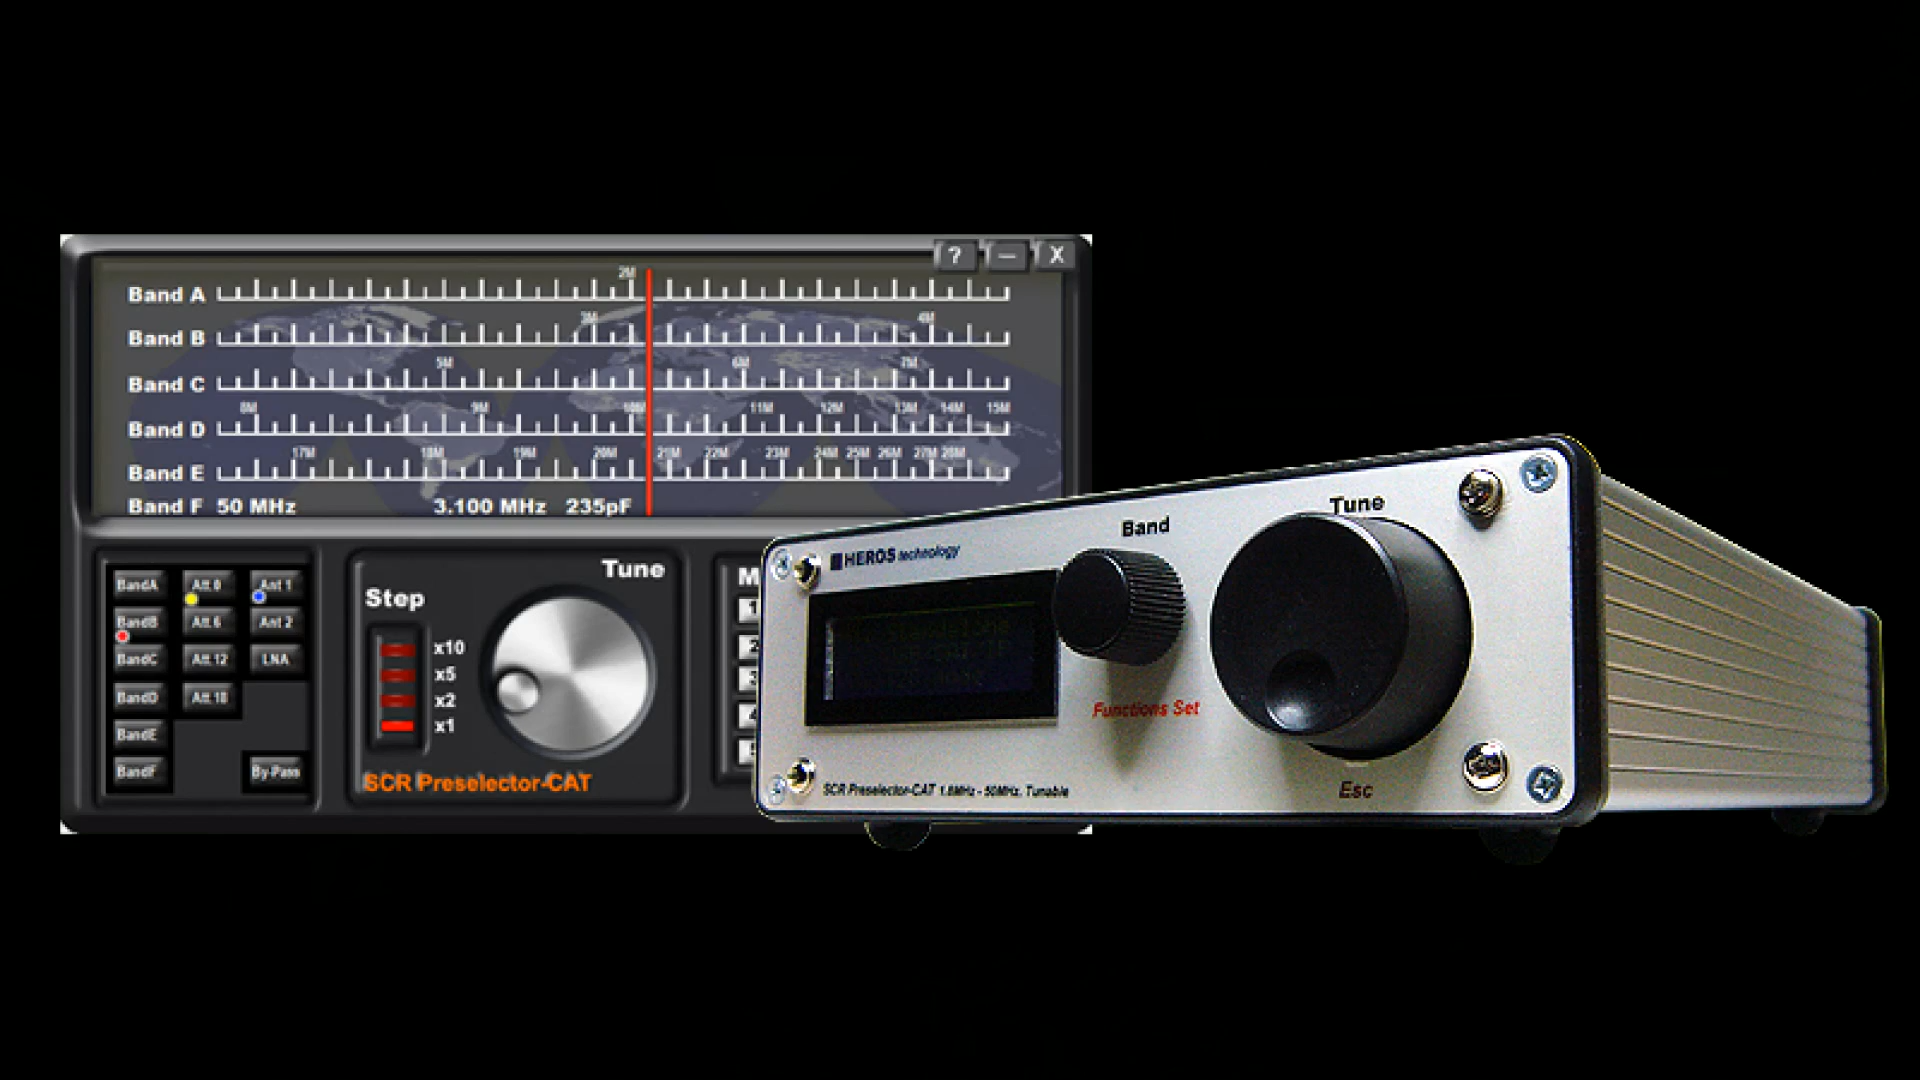 ? — X
2M
Band A
3M 4M
Band B
5M 6M 7M
Band C
8M 9M 10M 11M 12M 13M 14M 15M
Band D
17M 18M 19M 20M 21M 22M 23M 24M 25M 26M 27M 28M
Band E
Band F 50 MHz 3.100 MHz 235pF
BandA Att.0 Ant 1
BandB Att.6 Ant 2
BandC Att.12 LNA
BandD Att.18
BandE
BandF By-Pass
Tune
Step
x10
x5
x2
x1
SCR Preselector-CAT
M
1
2
3
4
5
HEROS technology
Band
Tune
Functions Set
Esc
SCR Preselector-CAT 1.6MHz - 50MHz. Tunable